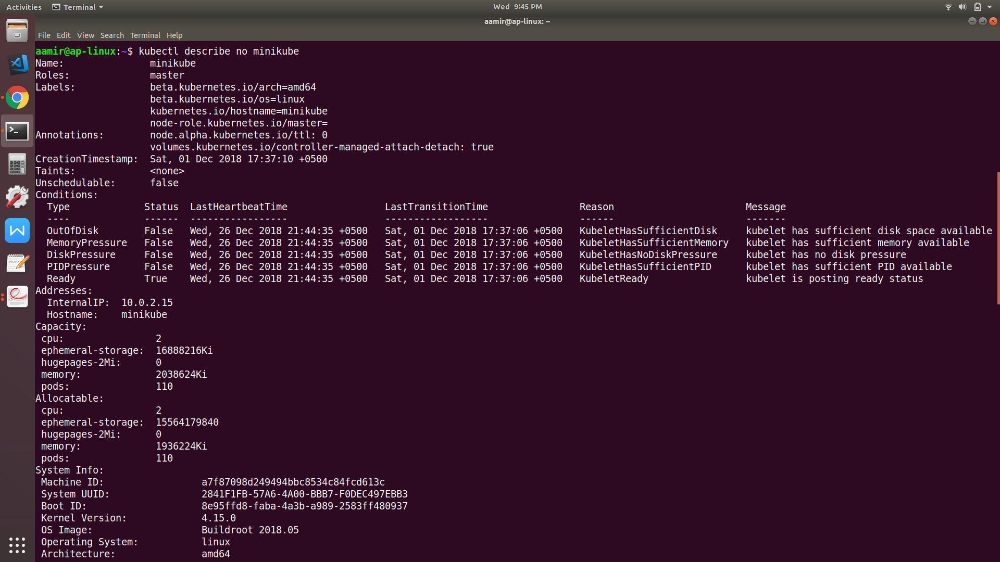 Activities Terminal Wed 9:45 PM
aamir@ap-linux: ~
File Edit View Search Terminal Help
aamir@ap-linux:~$ kubectl describe no minikube
Name:               minikube
Roles:              master
Labels:             beta.kubernetes.io/arch=amd64
                    beta.kubernetes.io/os=linux
                    kubernetes.io/hostname=minikube
                    node-role.kubernetes.io/master=
Annotations:        node.alpha.kubernetes.io/ttl: 0
                    volumes.kubernetes.io/controller-managed-attach-detach: true
CreationTimestamp:  Sat, 01 Dec 2018 17:37:10 +0500
Taints:             <none>
Unschedulable:      false
Conditions:
  Type             Status  LastHeartbeatTime                 LastTransitionTime                Reason                       Message
  ----             ------  -----------------                 ------------------                ------                       -------
  OutOfDisk        False   Wed, 26 Dec 2018 21:44:35 +0500   Sat, 01 Dec 2018 17:37:06 +0500   KubeletHasSufficientDisk     kubelet has sufficient disk space available
  MemoryPressure   False   Wed, 26 Dec 2018 21:44:35 +0500   Sat, 01 Dec 2018 17:37:06 +0500   KubeletHasSufficientMemory   kubelet has sufficient memory available
  DiskPressure     False   Wed, 26 Dec 2018 21:44:35 +0500   Sat, 01 Dec 2018 17:37:06 +0500   KubeletHasNoDiskPressure     kubelet has no disk pressure
  PIDPressure      False   Wed, 26 Dec 2018 21:44:35 +0500   Sat, 01 Dec 2018 17:37:06 +0500   KubeletHasSufficientPID      kubelet has sufficient PID available
  Ready            True    Wed, 26 Dec 2018 21:44:35 +0500   Sat, 01 Dec 2018 17:37:06 +0500   KubeletReady                 kubelet is posting ready status
Addresses:
  InternalIP:  10.0.2.15
  Hostname:    minikube
Capacity:
 cpu:                2
 ephemeral-storage:  16888216Ki
 hugepages-2Mi:      0
 memory:             2038624Ki
 pods:               110
Allocatable:
 cpu:                2
 ephemeral-storage:  15564179840
 hugepages-2Mi:      0
 memory:             1936224Ki
 pods:               110
System Info:
 Machine ID:                 a7f87098d249494bbc8534c84fcd613c
 System UUID:                2841F1FB-57A6-4A00-BBB7-F0DEC497EBB3
 Boot ID:                    8e95ffd8-faba-4a3b-a989-2583ff480937
 Kernel Version:             4.15.0
 OS Image:                   Buildroot 2018.05
 Operating System:           linux
 Architecture:               amd64